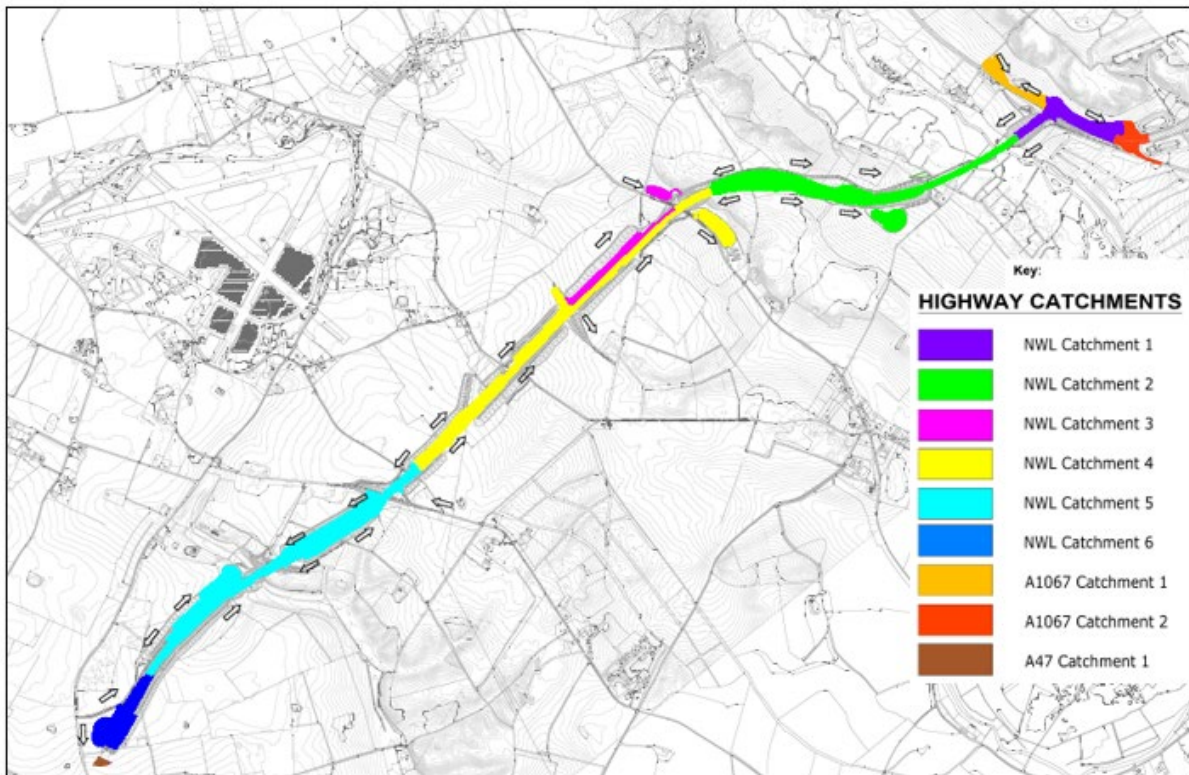 Key:
HIGHWAY CATCHMENTS
NWL Catchment 1
NWL Catchment 2
NWL Catchment 3
NWL Catchment 4
NWL Catchment 5
NWL Catchment 6
A1067 Catchment 1
A1067 Catchment 2
A47 Catchment 1